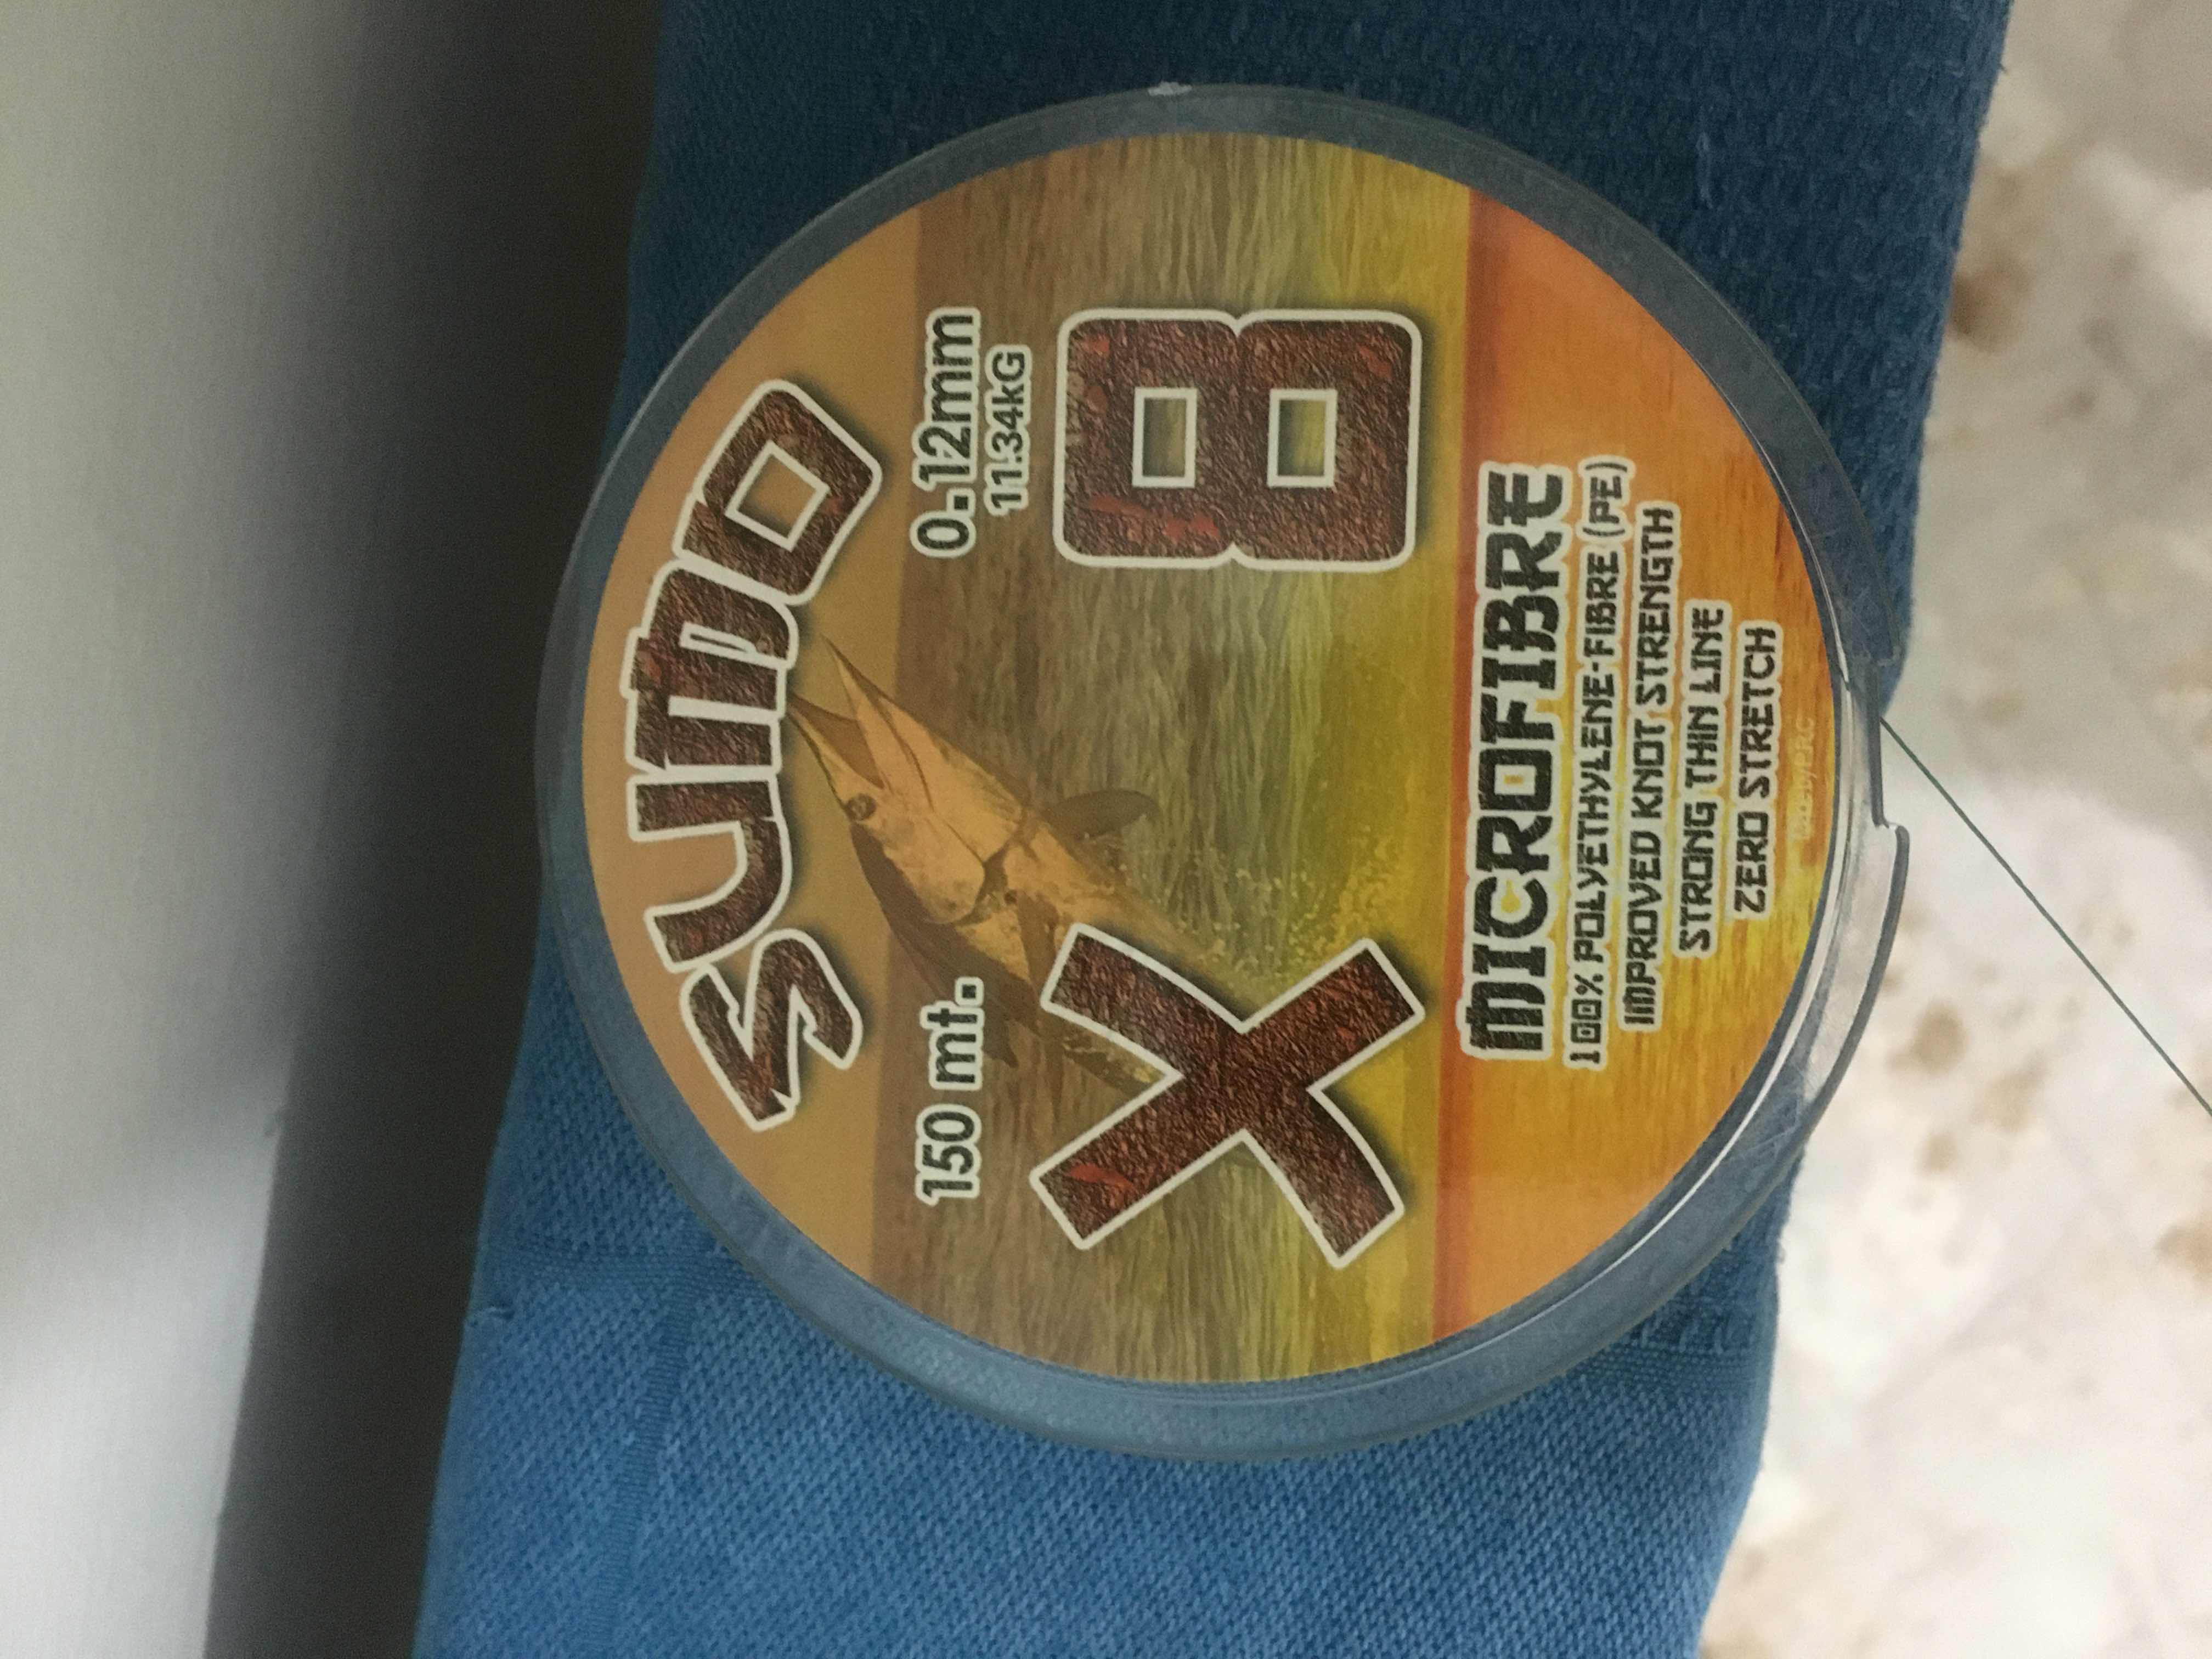 SUMO
150 mt.
0.12mm
11.34kG
X8
MICROFIBRE
100% POLYETHYLENE-FIBRE (PE)
IMPROVED KNOT STRENGTH
STRONG THIN LINE
ZERO STRETCH